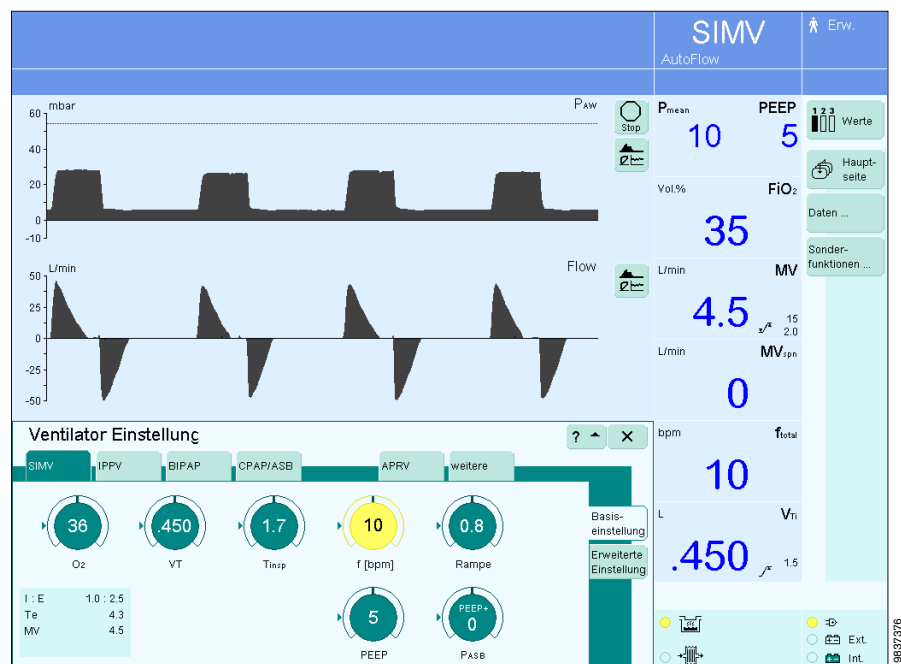 SIMV
Erw.
AutoFlow
mbar
PAW
60
40
20
0
-10
Stop
Pmean PEEP
10 5
1 2 3
Werte
Haupt-
seite
Vol.% FiO₂
35
Daten ...
Sonder-
funktionen ...
L/min
Flow
50
25
0
-25
-50
L/min MV
4.5
15
2.0
L/min MVspn
0
Ventilator Einstellung
? ✕
SIMV IPPV BIPAP CPAP/ASB APRV weitere
bpm ftotal
10
36 .450 1.7 10 0.8
O₂ VT Tinsp f [bpm] Rampe
Basis-
einstellung
Erweiterte
Einstellung
L VTi
.450
1.5
I : E 1.0 : 2.5
Te 4.3
MV 4.5
5
PEEP
PEEP+
0
PASB
Ext.
Int.
9837376